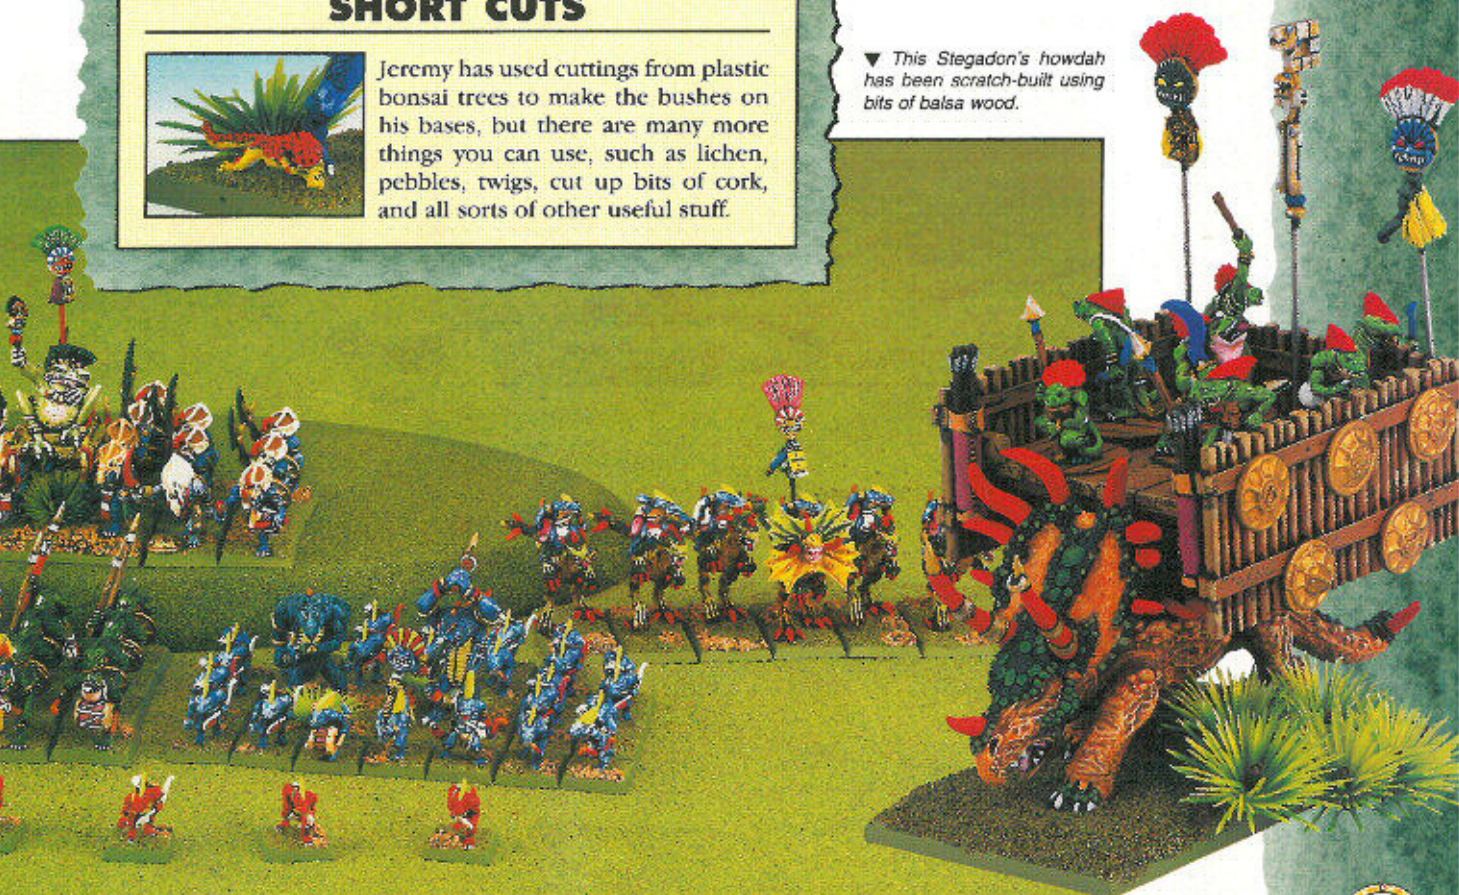 SHORT CUTS
Jeremy has used cuttings from plastic
bonsai trees to make the bushes on
his bases, but there are many more
things you can use, such as lichen,
pebbles, twigs, cut up bits of cork,
and all sorts of other useful stuff.
▼ This Stegadon's howdah
has been scratch-built using
bits of balsa wood.